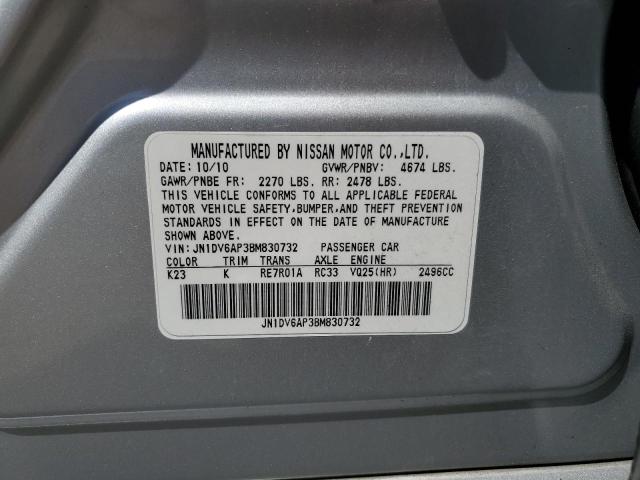 MANUFACTURED BY NISSAN MOTOR CO.,LTD.
DATE: 10/10 GVWR/PNBV: 4674 LBS.
GAWR/PNBE FR: 2270 LBS. RR: 2478 LBS.
THIS VEHICLE CONFORMS TO ALL APPLICABLE FEDERAL
MOTOR VEHICLE SAFETY,BUMPER,AND THEFT PREVENTION
STANDARDS IN EFFECT ON THE DATE OF MANUFACTURE
SHOWN ABOVE.
VIN: JN1DV6AP3BM830732 PASSENGER CAR
COLOR TRIM TRANS AXLE ENGINE
K23 K RE7R01A RC33 VQ25(HR) 2496CC
JN1DV6AP3BM830732